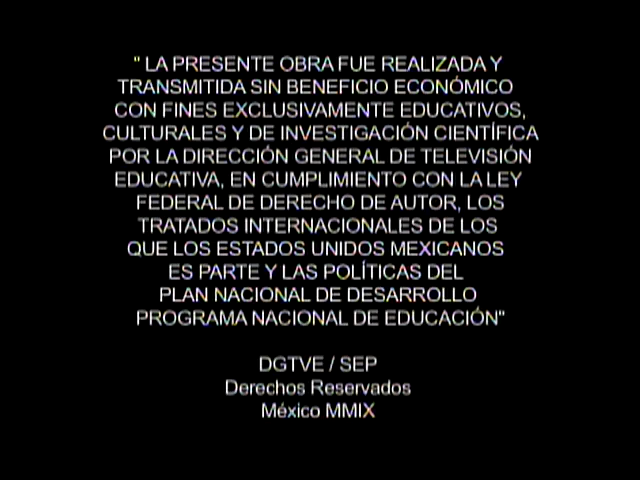 " LA PRESENTE OBRA FUE REALIZADA Y
TRANSMITIDA SIN BENEFICIO ECONÓMICO
CON FINES EXCLUSIVAMENTE EDUCATIVOS,
CULTURALES Y DE INVESTIGACIÓN CIENTÍFICA
POR LA DIRECCIÓN GENERAL DE TELEVISIÓN
EDUCATIVA, EN CUMPLIMIENTO CON LA LEY
FEDERAL DE DERECHO DE AUTOR, LOS
TRATADOS INTERNACIONALES DE LOS
QUE LOS ESTADOS UNIDOS MEXICANOS
ES PARTE Y LAS POLÍTICAS DEL
PLAN NACIONAL DE DESARROLLO
PROGRAMA NACIONAL DE EDUCACIÓN"
DGTVE / SEP
Derechos Reservados
México MMIX